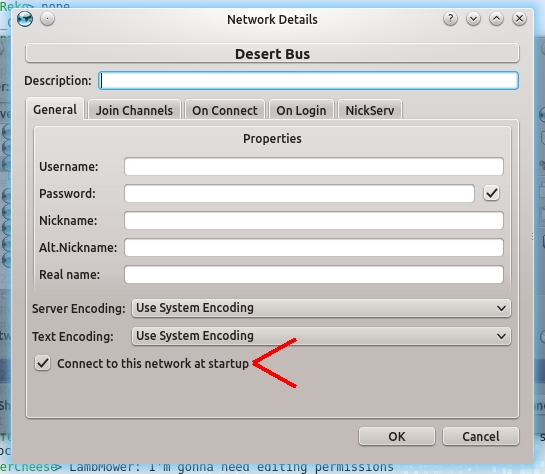 Reko> none
Network Details
Desert Bus
Description:
General Join Channels On Connect On Login NickServ
Properties
Username:
Password:
Nickname:
Alt.Nickname:
Real name:
Server Encoding: Use System Encoding
Text Encoding: Use System Encoding
Connect to this network at startup
OK Cancel
erCheese> LambMower: I'm gonna need editing permissions